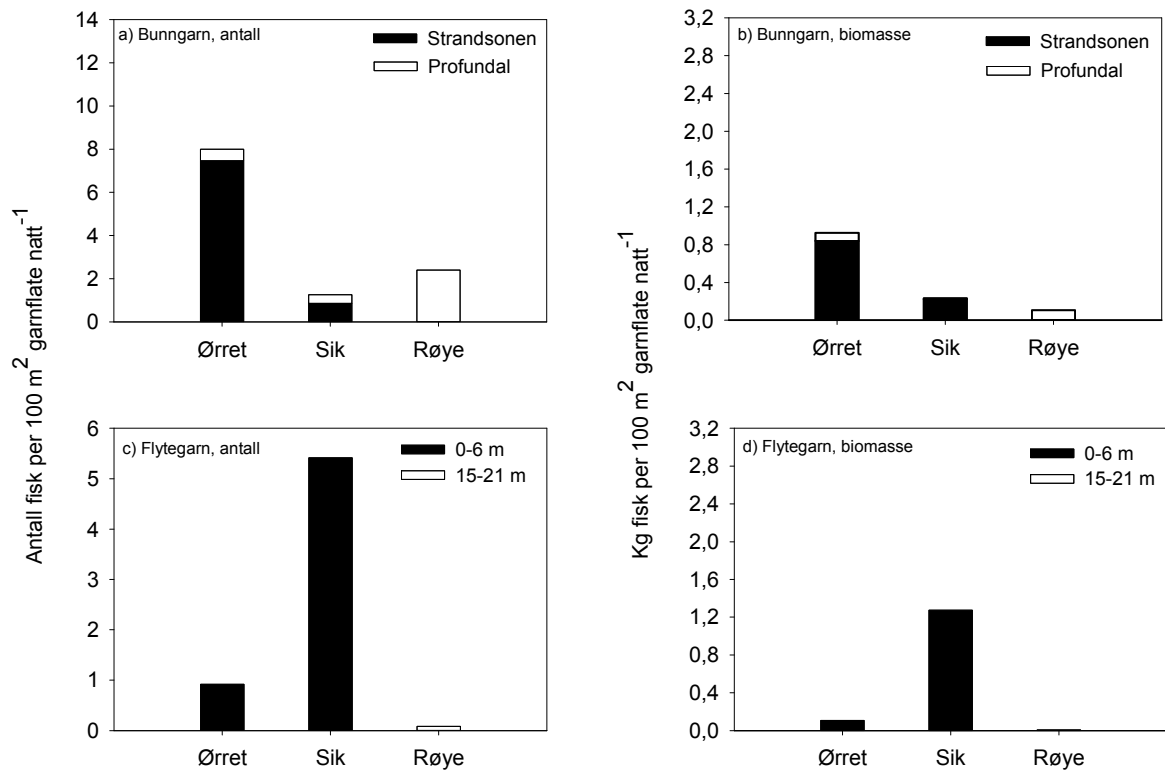 Antall fisk per 100 m² garnflate natt⁻¹
a) Bunngarn, antall
Strandsonen
Profundal
14
12
10
8
6
4
2
0
Ørret Sik Røye
Kg fisk per 100 m² garnflate natt⁻¹
b) Bunngarn, biomasse
Strandsonen
Profundal
3,2
2,8
2,4
2,0
1,6
1,2
0,8
0,4
0,0
Ørret Sik Røye
c) Flytegarn, antall
0-6 m
15-21 m
6
5
4
3
2
1
0
Ørret Sik Røye
d) Flytegarn, biomasse
0-6 m
15-21 m
3,2
2,8
2,4
2,0
1,6
1,2
0,8
0,4
0,0
Ørret Sik Røye